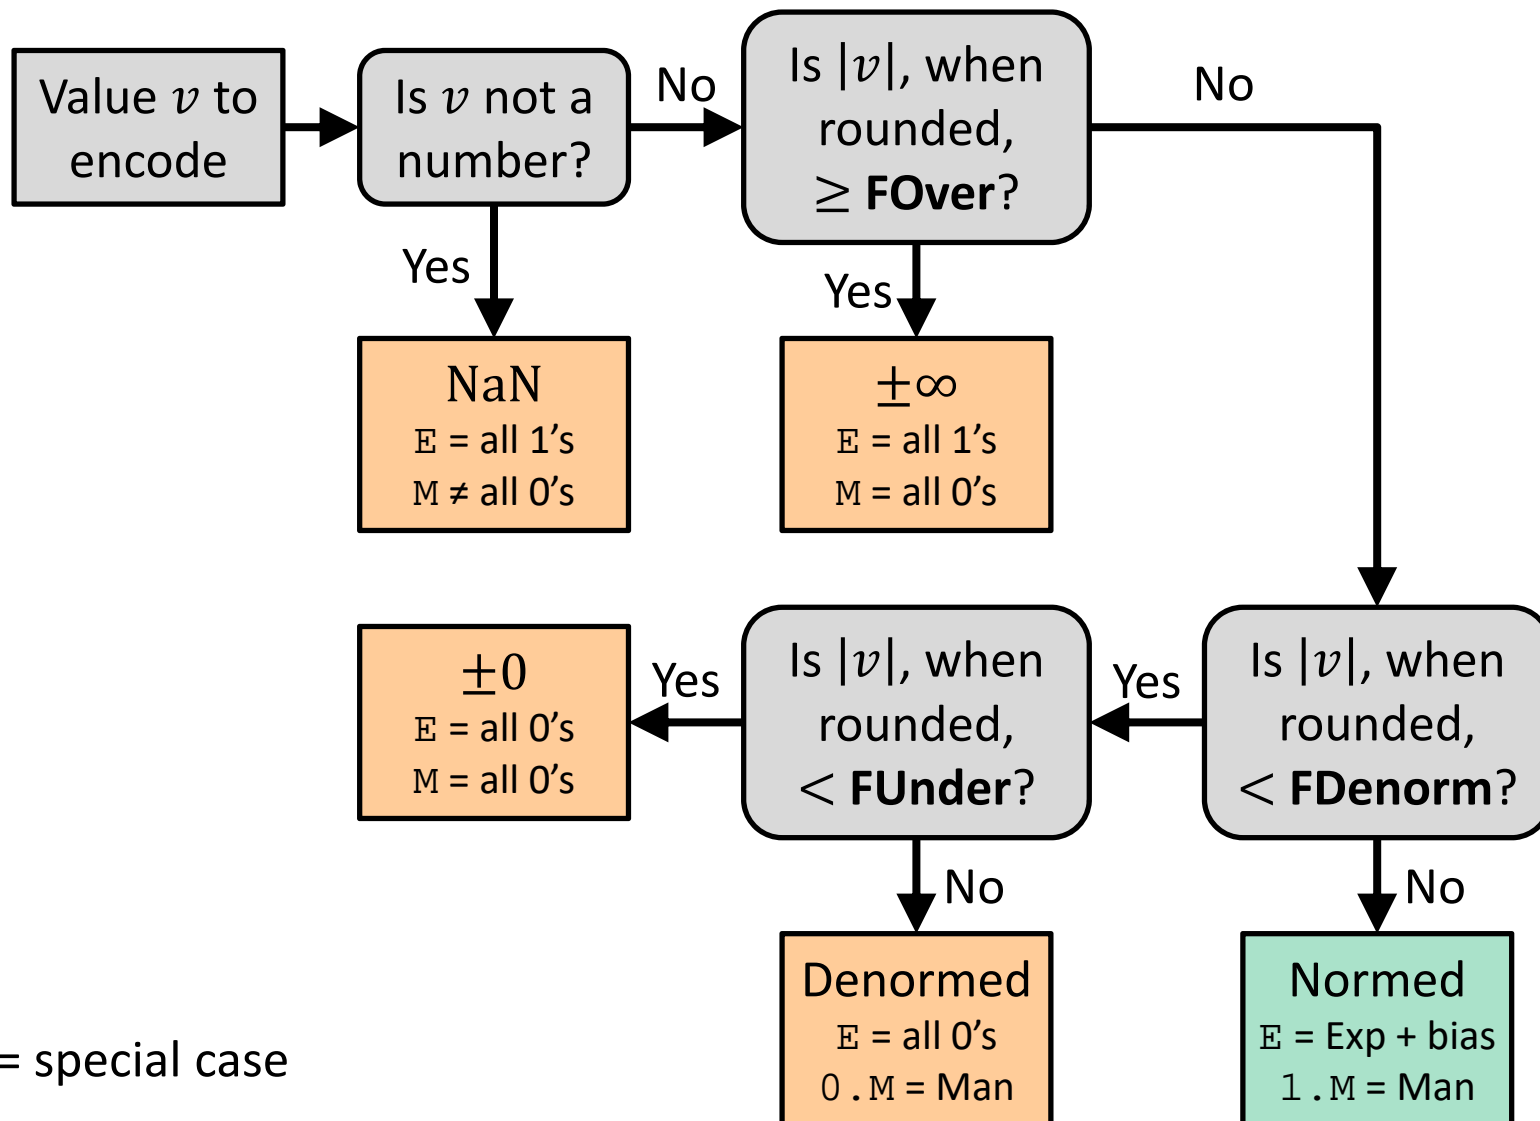 Value v to
encode
Is v not a
number?
No
Is |v|, when
rounded,
≥ FOver?
No
Yes
Yes
NaN
E = all 1's
M ≠ all 0's
±∞
E = all 1's
M = all 0's
±0
E = all 0's
M = all 0's
Yes
Is |v|, when
rounded,
< FUnder?
Yes
Is |v|, when
rounded,
< FDenorm?
No
No
Denormed
E = all 0's
0.M = Man
Normed
E = Exp + bias
1.M = Man
= special case